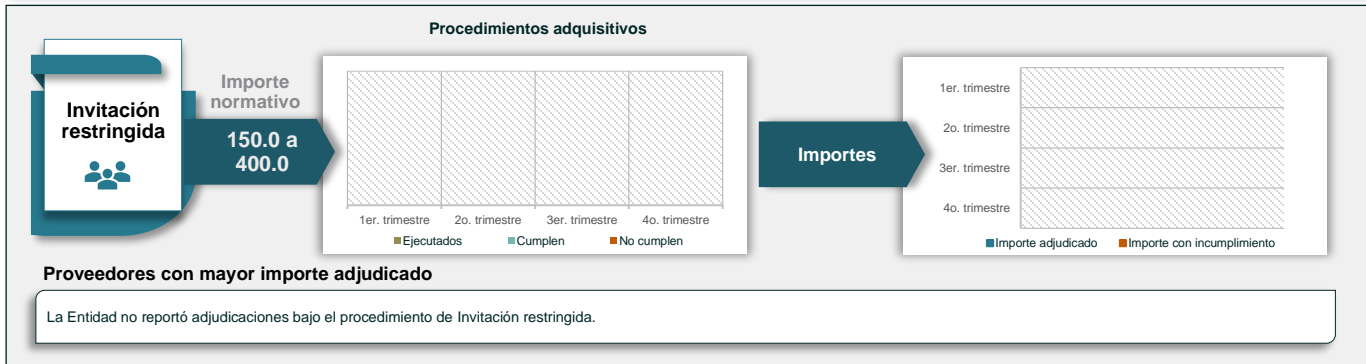 Procedimientos adquisitivos
Invitación
restringida
Importe
normativo
150.0 a
400.0
1er. trimestre 2o. trimestre 3er. trimestre 4o. trimestre
Ejecutados Cumplen No cumplen
Importes
1er. trimestre
2o. trimestre
3er. trimestre
4o. trimestre
Importe adjudicado Importe con incumplimiento
Proveedores con mayor importe adjudicado
La Entidad no reportó adjudicaciones bajo el procedimiento de Invitación restringida.